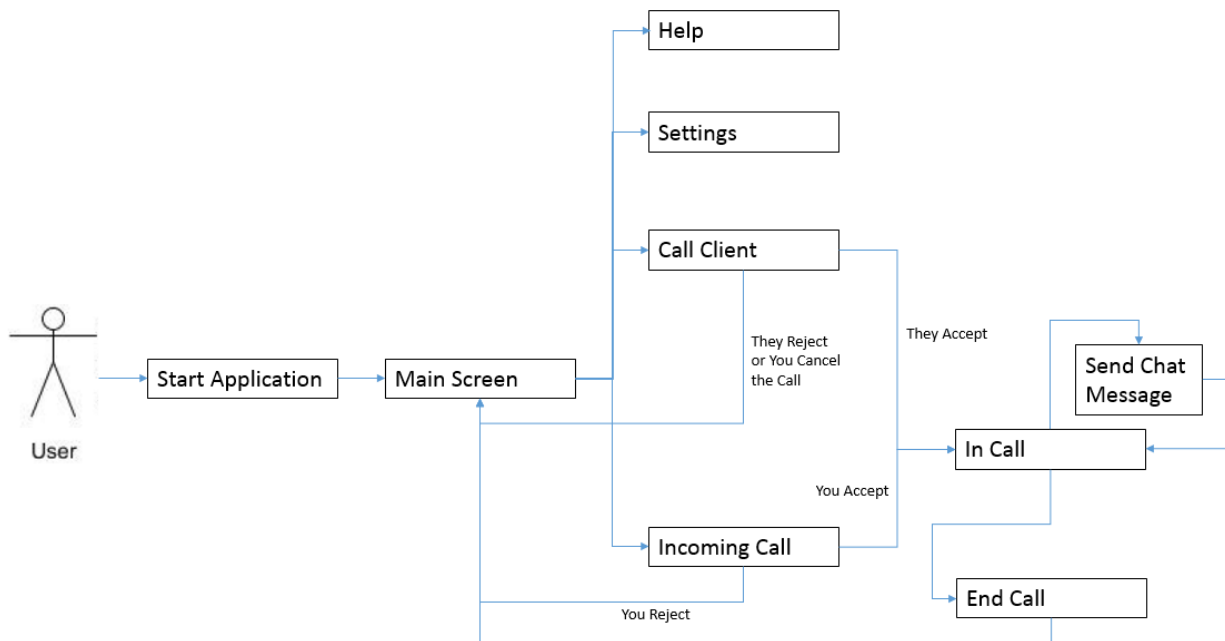 Help
Settings
Call Client
They Reject
or You Cancel
the Call
They Accept
Start Application
Main Screen
User
Send Chat
Message
In Call
You Accept
Incoming Call
You Reject
End Call